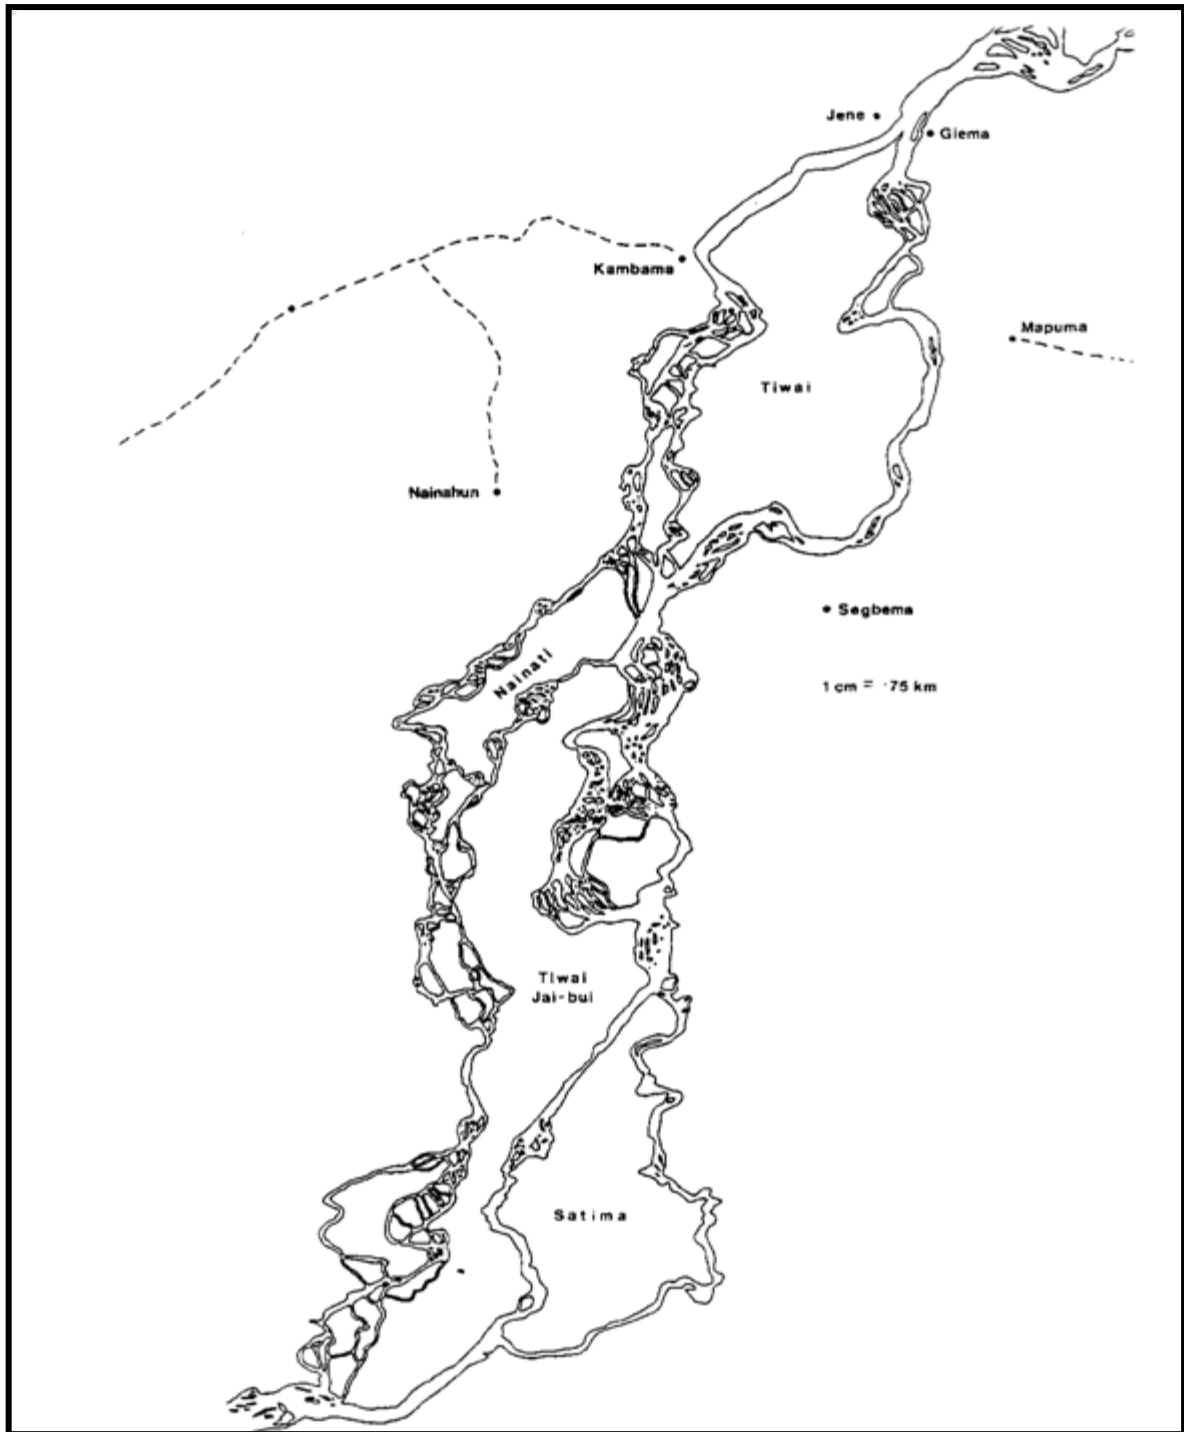 Jene
Giema
Kambama
Mapuma
Tiwai
Nainahun
Segbema
Nainati
1 cm = .75 km
Tiwai
Jai-bui
Satima